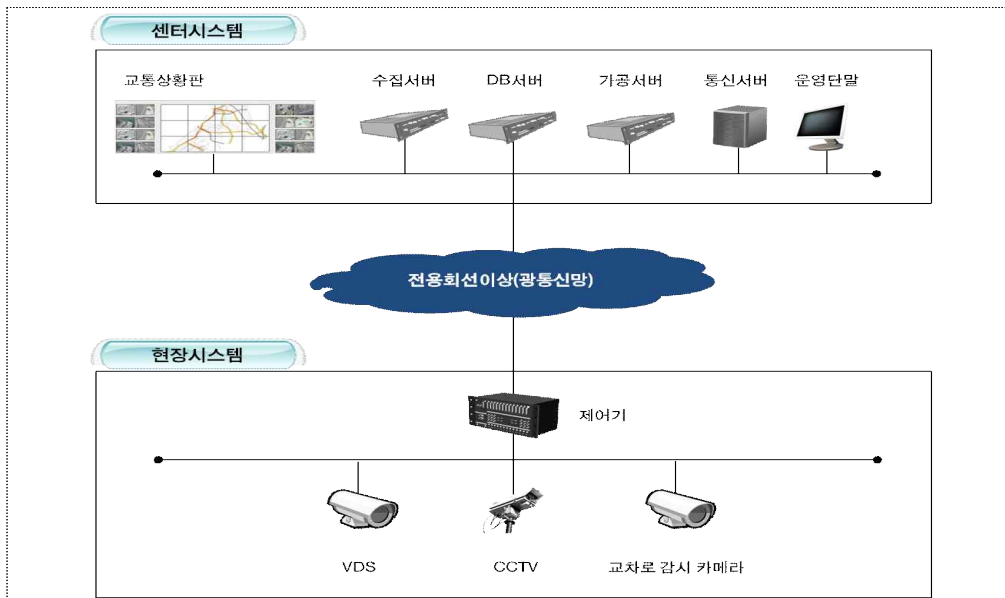 센터시스템
교통상황판
수집서버
DB서버
가공서버
통신서버
운영단말
전용회선이상(광통신망)
현장시스템
제어기
VDS
CCTV
교차로 감시 카메라